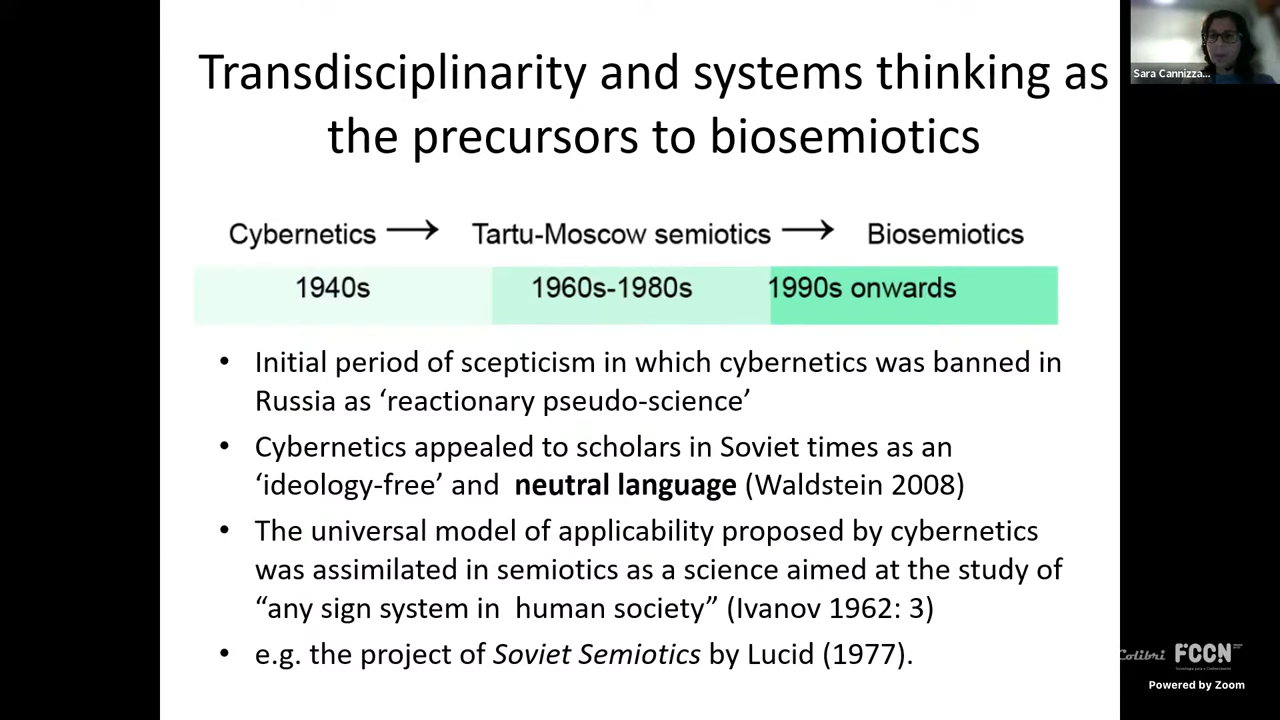 Transdisciplinarity and systems thinking as
the precursors to biosemiotics
Cybernetics → Tartu-Moscow semiotics → Biosemiotics
1940s 1960s-1980s 1990s onwards
• Initial period of scepticism in which cybernetics was banned in
Russia as ‘reactionary pseudo-science’
• Cybernetics appealed to scholars in Soviet times as an
‘ideology-free’ and neutral language (Waldstein 2008)
• The universal model of applicability proposed by cybernetics
was assimilated in semiotics as a science aimed at the study of
“any sign system in human society” (Ivanov 1962: 3)
• e.g. the project of Soviet Semiotics by Lucid (1977).
Sara Cannizza...
Colibri FCCN
Powered by Zoom